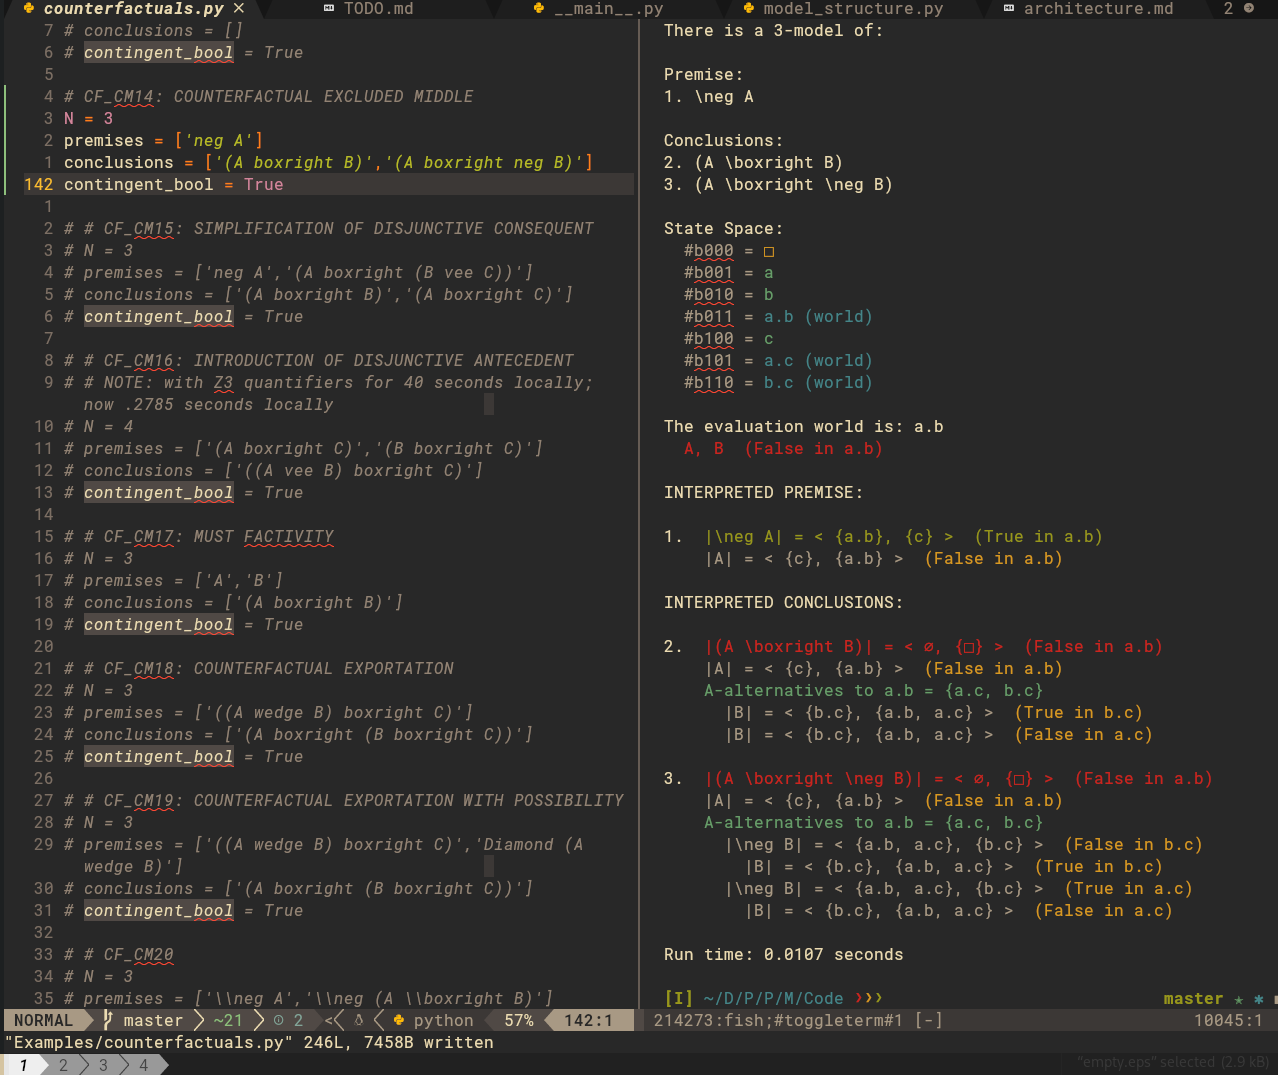 counterfactuals.py × TODO.md __main__.py model_structure.py architecture.md 2
7 # conclusions = []
6 # contingent_bool = True
5
4 # CF_CM14: COUNTERFACTUAL EXCLUDED MIDDLE
3 N = 3
2 premises = ['neg A']
1 conclusions = ['(A boxright B)','(A boxright neg B)']
142 contingent_bool = True
1
2 # # CF_CM15: SIMPLIFICATION OF DISJUNCTIVE CONSEQUENT
3 # N = 3
4 # premises = ['neg A','(A boxright (B vee C))']
5 # conclusions = ['(A boxright B)','(A boxright C)']
6 # contingent_bool = True
7
8 # # CF_CM16: INTRODUCTION OF DISJUNCTIVE ANTECEDENT
9 # # NOTE: with Z3 quantifiers for 40 seconds locally;
now .2785 seconds locally
10 # N = 4
11 # premises = ['(A boxright C)','(B boxright C)']
12 # conclusions = ['((A vee B) boxright C)']
13 # contingent_bool = True
14
15 # # CF_CM17: MUST FACTIVITY
16 # N = 3
17 # premises = ['A','B']
18 # conclusions = ['(A boxright B)']
19 # contingent_bool = True
20
21 # # CF_CM18: COUNTERFACTUAL EXPORTATION
22 # N = 3
23 # premises = ['((A wedge B) boxright C)']
24 # conclusions = ['(A boxright (B boxright C))']
25 # contingent_bool = True
26
27 # # CF_CM19: COUNTERFACTUAL EXPORTATION WITH POSSIBILITY
28 # N = 3
29 # premises = ['((A wedge B) boxright C)','Diamond (A
wedge B)']
30 # conclusions = ['(A boxright (B boxright C))']
31 # contingent_bool = True
32
33 # # CF_CM20
34 # N = 3
35 # premises = ['\\neg A','\\neg (A \\boxright B)']
There is a 3-model of:
Premise:
1. \neg A
Conclusions:
2. (A \boxright B)
3. (A \boxright \neg B)
State Space:
#b000 = □
#b001 = a
#b010 = b
#b011 = a.b (world)
#b100 = c
#b101 = a.c (world)
#b110 = b.c (world)
The evaluation world is: a.b
A, B (False in a.b)
INTERPRETED PREMISE:
1. |\neg A| = < {a.b}, {c} > (True in a.b)
|A| = < {c}, {a.b} > (False in a.b)
INTERPRETED CONCLUSIONS:
2. |(A \boxright B)| = < ∅, {□} > (False in a.b)
|A| = < {c}, {a.b} > (False in a.b)
A-alternatives to a.b = {a.c, b.c}
|B| = < {b.c}, {a.b, a.c} > (True in b.c)
|B| = < {b.c}, {a.b, a.c} > (False in a.c)
3. |(A \boxright \neg B)| = < ∅, {□} > (False in a.b)
|A| = < {c}, {a.b} > (False in a.b)
A-alternatives to a.b = {a.c, b.c}
|\neg B| = < {a.b, a.c}, {b.c} > (False in b.c)
|B| = < {b.c}, {a.b, a.c} > (True in b.c)
|\neg B| = < {a.b, a.c}, {b.c} > (True in a.c)
|B| = < {b.c}, {a.b, a.c} > (False in a.c)
Run time: 0.0107 seconds
[I] ~/D/P/P/M/Code ❯❯❯ master ★ ✱
NORMAL master ~21 2 python 57% 142:1 214273:fish;#toggleterm#1 [-] 10045:1
"Examples/counterfactuals.py" 246L, 7458B written
1 2 3 4 "empty.eps" selected (2.9 kB)